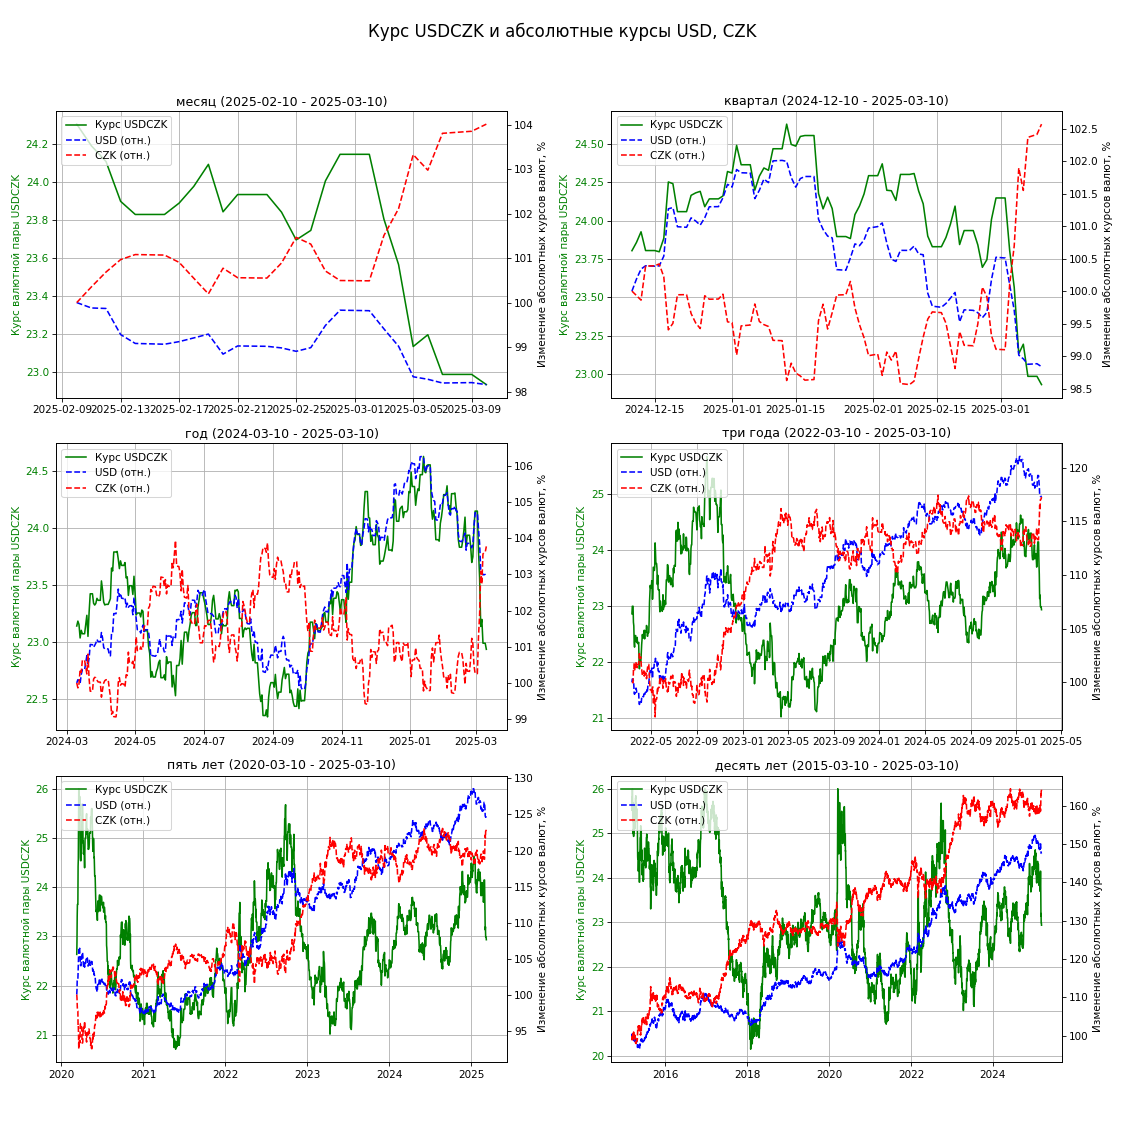 Курс USDCZK и абсолютные курсы USD, CZK
месяц (2025-02-10 - 2025-03-10)
Курс USDCZK
USD (отн.)
CZK (отн.)
Курс валютной пары USDCZK
24.2
24.0
23.8
23.6
23.4
23.2
23.0
104
103
102
101
100
99
98
Изменение абсолютных курсов валют, %
2025-02-09 2025-02-13 2025-02-17 2025-02-21 2025-02-25 2025-03-01 2025-03-05 2025-03-09
квартал (2024-12-10 - 2025-03-10)
Курс USDCZK
USD (отн.)
CZK (отн.)
Курс валютной пары USDCZK
24.50
24.25
24.00
23.75
23.50
23.25
23.00
102.5
102.0
101.5
101.0
100.5
100.0
99.5
99.0
98.5
Изменение абсолютных курсов валют, %
2024-12-15 2025-01-01 2025-01-15 2025-02-01 2025-02-15 2025-03-01
год (2024-03-10 - 2025-03-10)
Курс USDCZK
USD (отн.)
CZK (отн.)
Курс валютной пары USDCZK
24.5
24.0
23.5
23.0
22.5
106
105
104
103
102
101
100
99
Изменение абсолютных курсов валют, %
2024-03 2024-05 2024-07 2024-09 2024-11 2025-01 2025-03
три года (2022-03-10 - 2025-03-10)
Курс USDCZK
USD (отн.)
CZK (отн.)
Курс валютной пары USDCZK
25
24
23
22
21
120
115
110
105
100
Изменение абсолютных курсов валют, %
2022-05 2022-09 2023-01 2023-05 2023-09 2024-01 2024-05 2024-09 2025-01 2025-05
пять лет (2020-03-10 - 2025-03-10)
Курс USDCZK
USD (отн.)
CZK (отн.)
Курс валютной пары USDCZK
26
25
24
23
22
21
130
125
120
115
110
105
100
95
Изменение абсолютных курсов валют, %
2020 2021 2022 2023 2024 2025
десять лет (2015-03-10 - 2025-03-10)
Курс USDCZK
USD (отн.)
CZK (отн.)
Курс валютной пары USDCZK
26
25
24
23
22
21
20
160
150
140
130
120
110
100
Изменение абсолютных курсов валют, %
2016 2018 2020 2022 2024